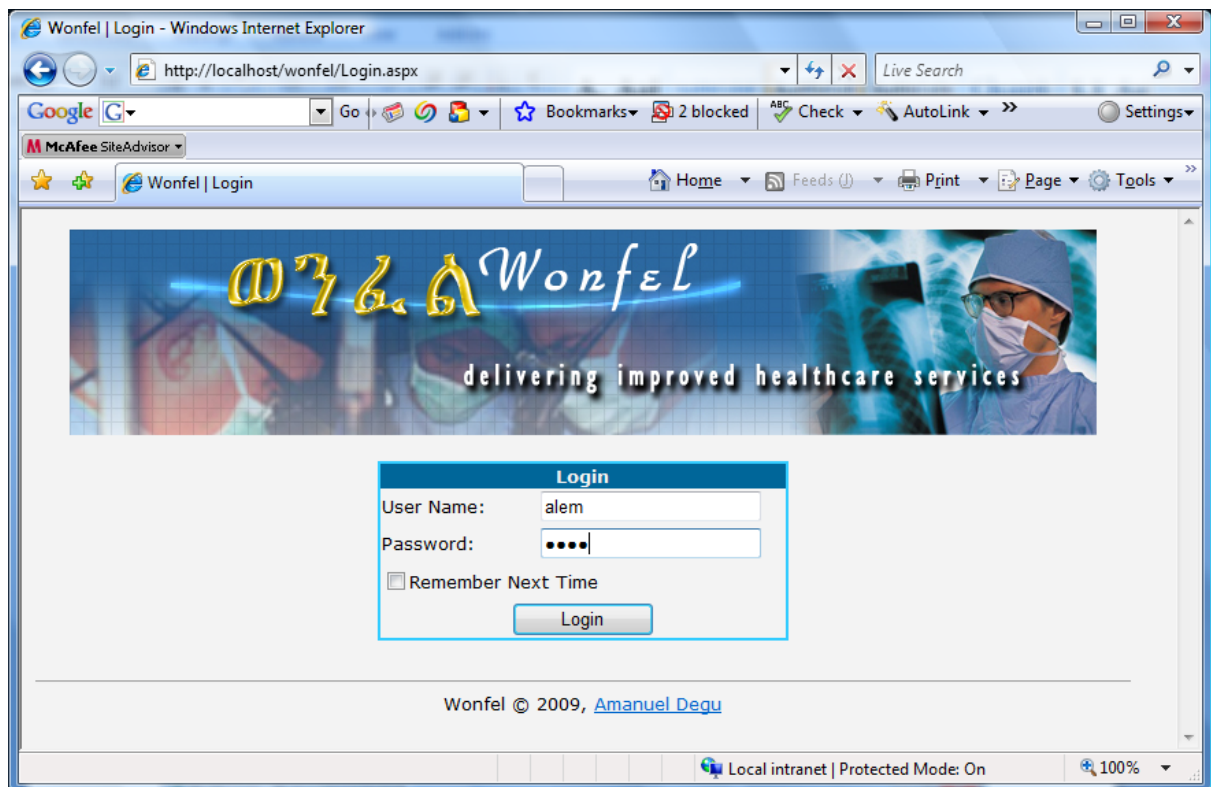 Wonfel | Login - Windows Internet Explorer
http://localhost/wonfel/Login.aspx
Live Search
Google G Go Bookmarks 2 blocked ABC Check AutoLink » Settings
McAfee SiteAdvisor
Wonfel | Login Home Feeds (J) Print Page Tools »
ወንፈልWonfel
delivering improved healthcare services
Login
User Name: alem
Password: ••••
Remember Next Time
Login
Wonfel © 2009, Amanuel Degu
Local intranet | Protected Mode: On 100%